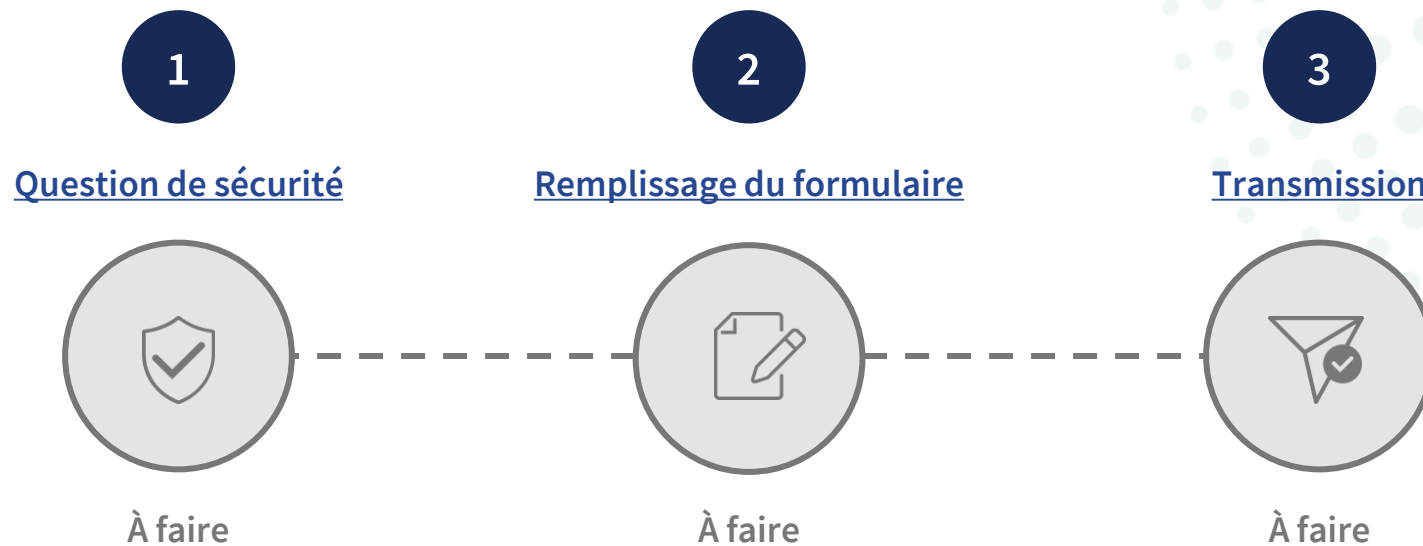 1
2
3
Question de sécurité
Remplissage du formulaire
Transmission
À faire
À faire
À faire